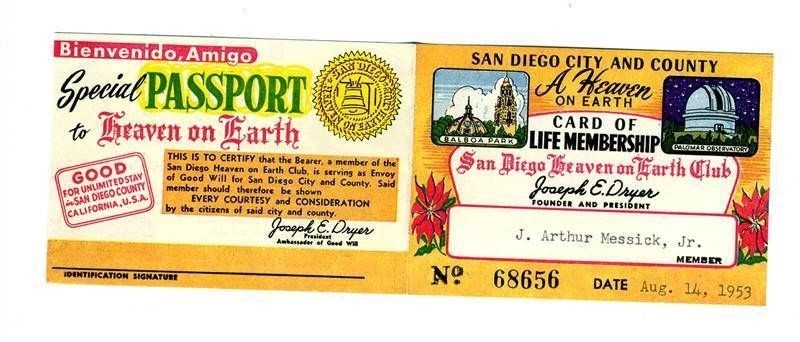 Bienvenido, Amigo
Special PASSPORT
to Heaven on Earth
SAN DIEGO
HEAVEN ON EARTH
GOOD
FOR UNLIMITED STAY
in SAN DIEGO COUNTY
CALIFORNIA, U.S.A.
THIS IS TO CERTIFY that the Bearer, a member of the
San Diego Heaven on Earth Club, is serving as Envoy
of Good Will for San Diego City and County. Said
member should therefore be shown
EVERY COURTESY and CONSIDERATION
by the citizens of said city and county.
Joseph E. Dryer
President
Ambassador of Good Will
IDENTIFICATION SIGNATURE
SAN DIEGO CITY AND COUNTY
A Heaven
ON EARTH
BALBOA PARK
PALOMAR OBSERVATORY
CARD OF
LIFE MEMBERSHIP
San Diego Heaven on Earth Club
Joseph E. Dryer
FOUNDER AND PRESIDENT
J. Arthur Messick, Jr.
MEMBER
No. 68656 DATE Aug. 14, 1953